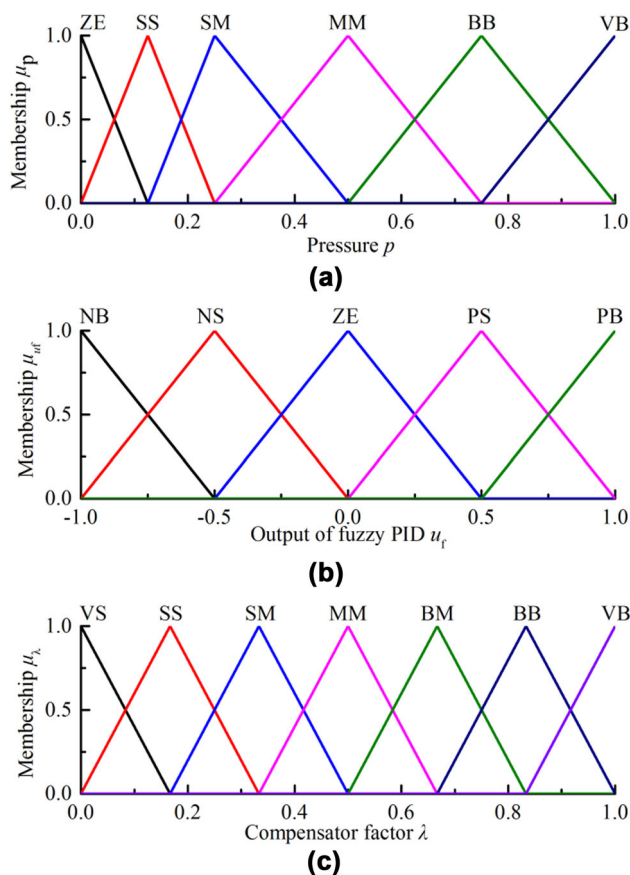 ZE SS SM MM BB VB
1.0
0.5
0.0
Membership μp
0.0 0.2 0.4 0.6 0.8 1.0
Pressure p
(a)
NB NS ZE PS PB
1.0
0.5
0.0
Membership μuf
-1.0 -0.5 0.0 0.5 1.0
Output of fuzzy PID uf
(b)
VS SS SM MM BM BB VB
1.0
0.5
0.0
Membership μλ
0.0 0.2 0.4 0.6 0.8 1.0
Compensator factor λ
(c)